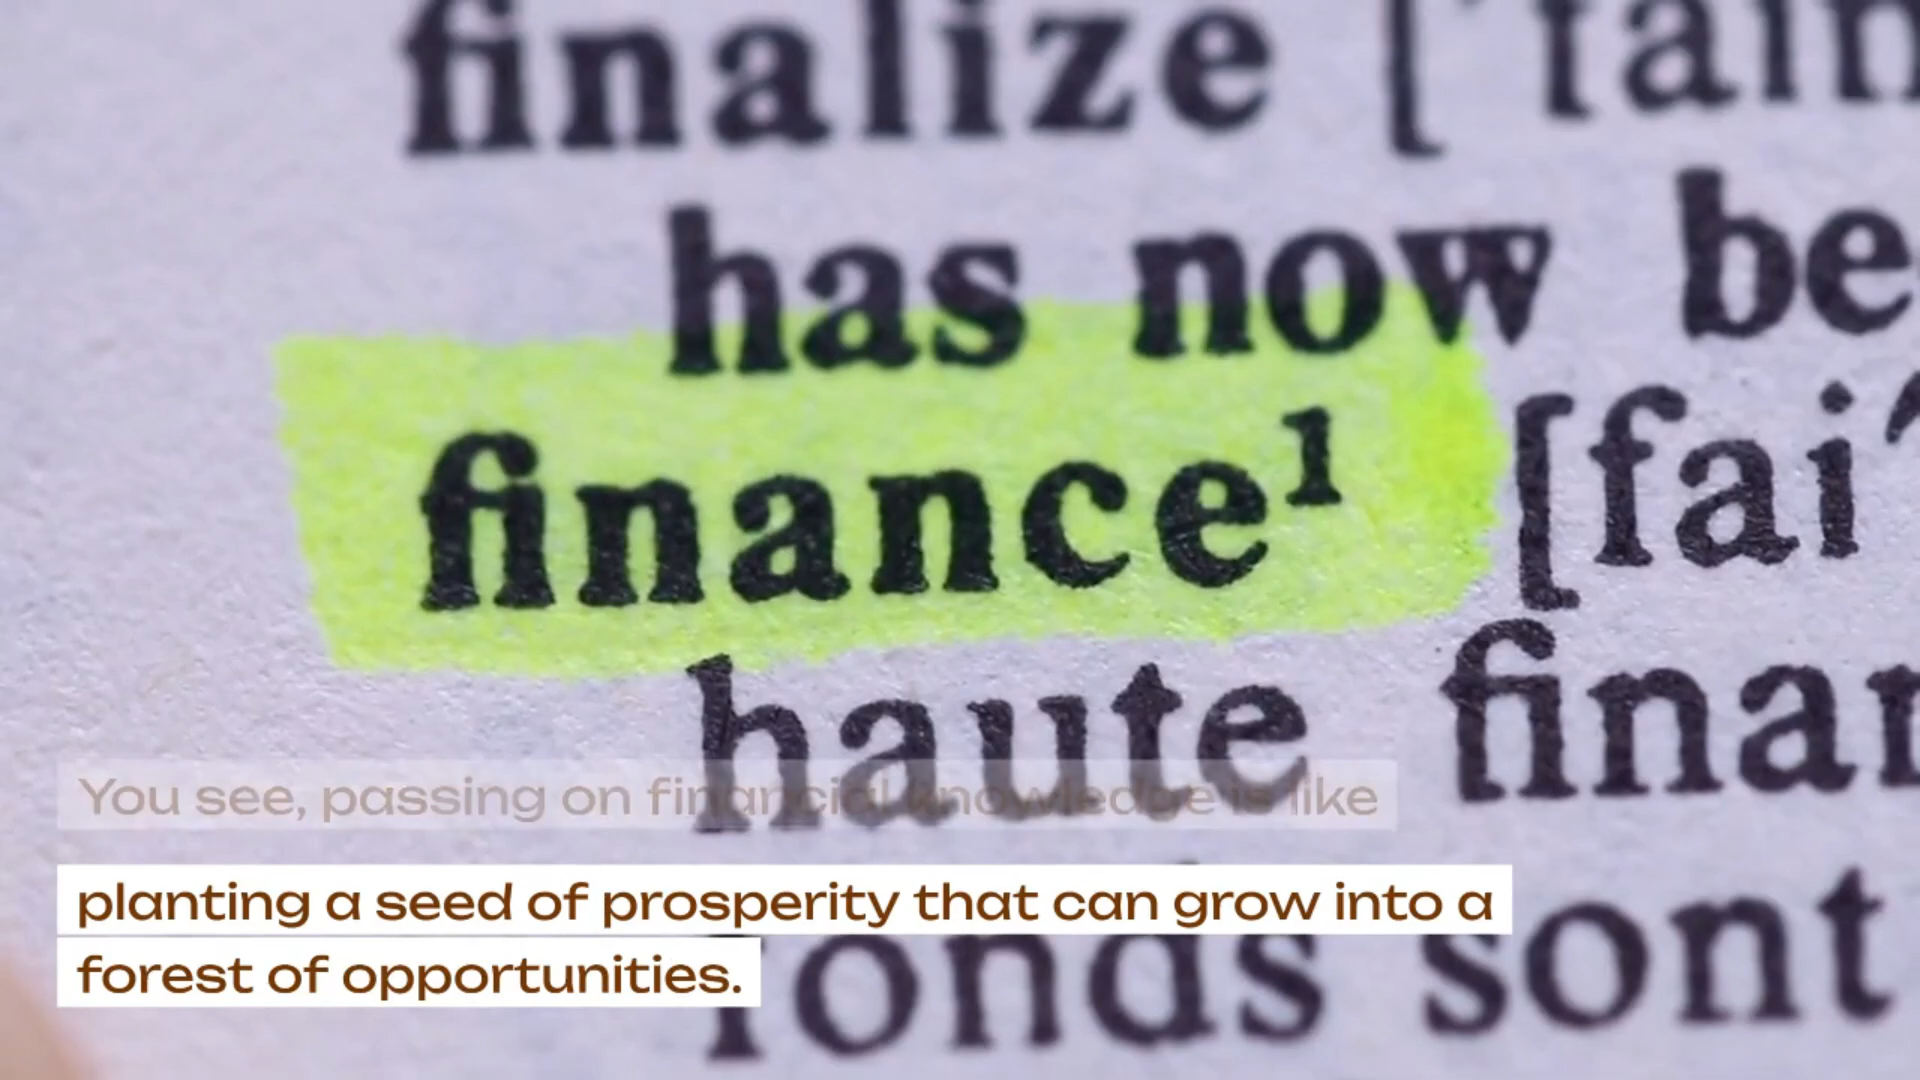 finalize
has now be
finance¹ [fai
haute finan
You see, passing on financial knowledge is like
planting a seed of prosperity that can grow into a
fonds sont
forest of opportunities.